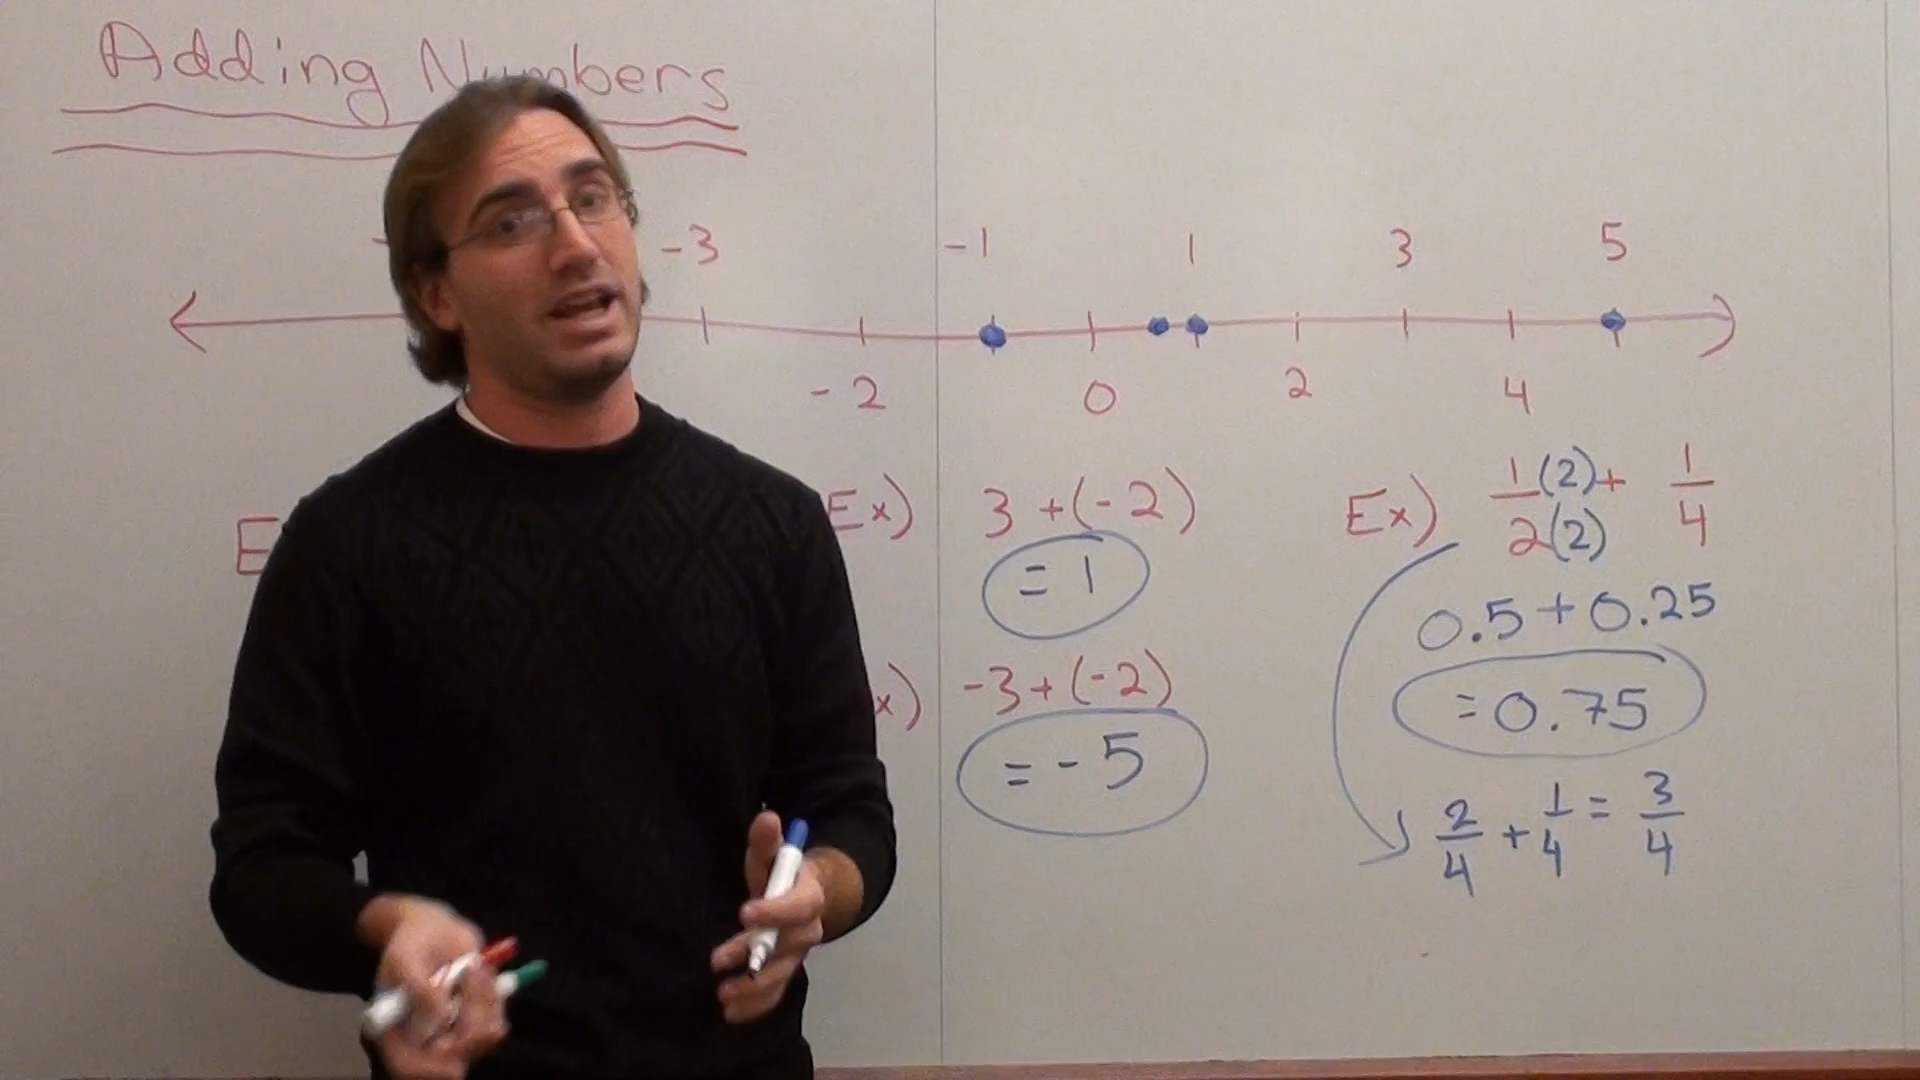 Adding Numbers
-3 -1 1 3 5
-2 0 2 4
Ex) 3 + (-2)
= 1
-3 + (-2)
= -5
Ex) 1/2 (2)/(2) + 1/4
0.5 + 0.25
= 0.75
2/4 + 1/4 = 3/4